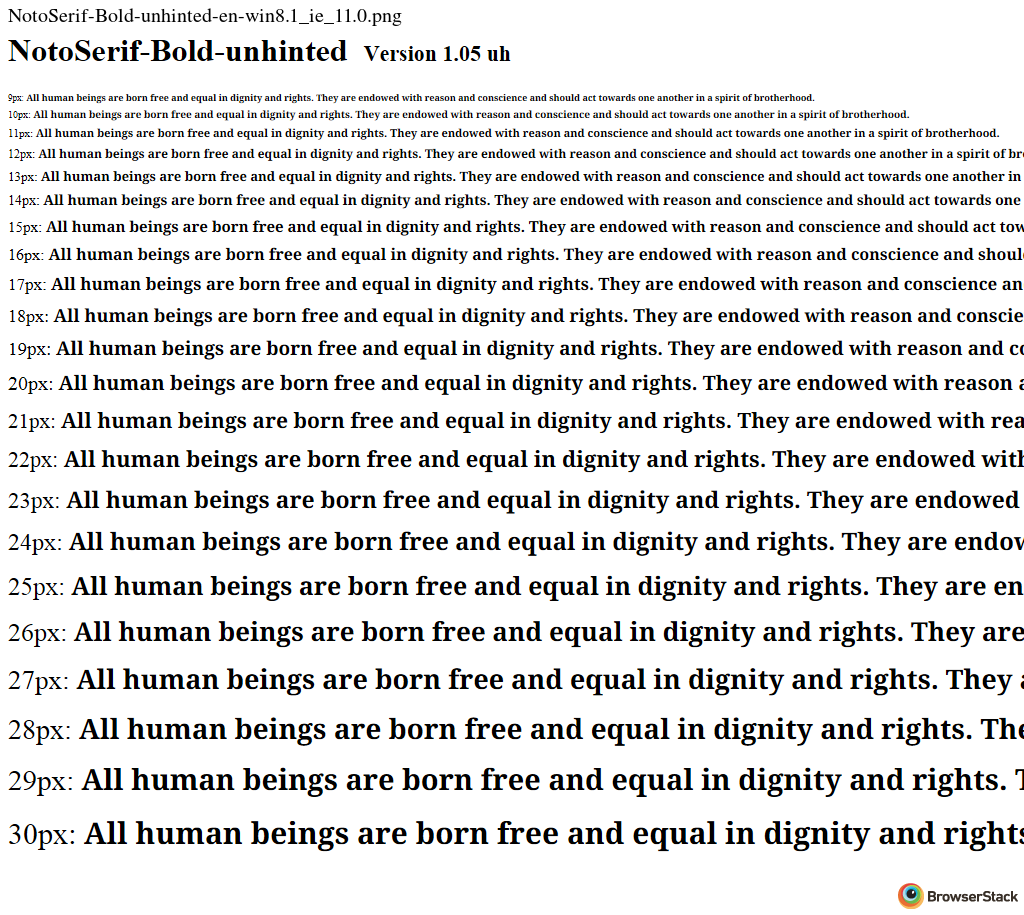 NotoSerif-Bold-unhinted-en-win8.1_ie_11.0.png
NotoSerif-Bold-unhinted Version 1.05 uh
9px: All human beings are born free and equal in dignity and rights. They are endowed with reason and conscience and should act towards one another in a spirit of brotherhood.
10px: All human beings are born free and equal in dignity and rights. They are endowed with reason and conscience and should act towards one another in a spirit of brotherhood.
11px: All human beings are born free and equal in dignity and rights. They are endowed with reason and conscience and should act towards one another in a spirit of brotherhood.
12px: All human beings are born free and equal in dignity and rights. They are endowed with reason and conscience and should act towards one another in a spirit of br
13px: All human beings are born free and equal in dignity and rights. They are endowed with reason and conscience and should act towards one another in
14px: All human beings are born free and equal in dignity and rights. They are endowed with reason and conscience and should act towards one
15px: All human beings are born free and equal in dignity and rights. They are endowed with reason and conscience and should act tow
16px: All human beings are born free and equal in dignity and rights. They are endowed with reason and conscience and shoul
17px: All human beings are born free and equal in dignity and rights. They are endowed with reason and conscience an
18px: All human beings are born free and equal in dignity and rights. They are endowed with reason and conscie
19px: All human beings are born free and equal in dignity and rights. They are endowed with reason and co
20px: All human beings are born free and equal in dignity and rights. They are endowed with reason a
21px: All human beings are born free and equal in dignity and rights. They are endowed with rea
22px: All human beings are born free and equal in dignity and rights. They are endowed with
23px: All human beings are born free and equal in dignity and rights. They are endowed
24px: All human beings are born free and equal in dignity and rights. They are endow
25px: All human beings are born free and equal in dignity and rights. They are en
26px: All human beings are born free and equal in dignity and rights. They are
27px: All human beings are born free and equal in dignity and rights. They a
28px: All human beings are born free and equal in dignity and rights. The
29px: All human beings are born free and equal in dignity and rights. T
30px: All human beings are born free and equal in dignity and rights
BrowserStack